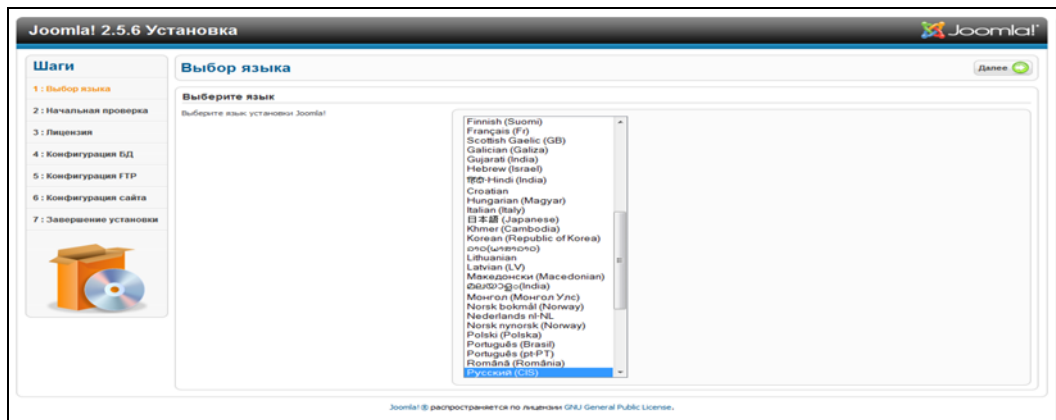 Joomla! 2.5.6 Установка
Joomla!
Шаги
1 : Выбор языка
2 : Начальная проверка
3 : Лицензия
4 : Конфигурация БД
5 : Конфигурация FTP
6 : Конфигурация сайта
7 : Завершение установки
Выбор языка
Далее
Выберите язык
Выберите язык установки Joomla!
Finnish (Suomi)
Français (Fr)
Scottish Gaelic (GB)
Galician (Galiza)
Gujarati (India)
Hebrew (Israel)
हिंदी-Hindi (India)
Croatian
Hungarian (Magyar)
Italian (Italy)
日本語 (Japanese)
Khmer (Cambodia)
Korean (Republic of Korea)
Lithuanian
Latvian (LV)
Македонски (Macedonian)
മലയാളം(India)
Монгол (Монгол Улс)
Norsk bokmål (Norway)
Nederlands nl-NL
Norsk nynorsk (Norway)
Polski (Polska)
Português (Brasil)
Português (pt-PT)
Română (România)
Русский (CIS)
Joomla! ® распространяется по лицензии GNU General Public License.